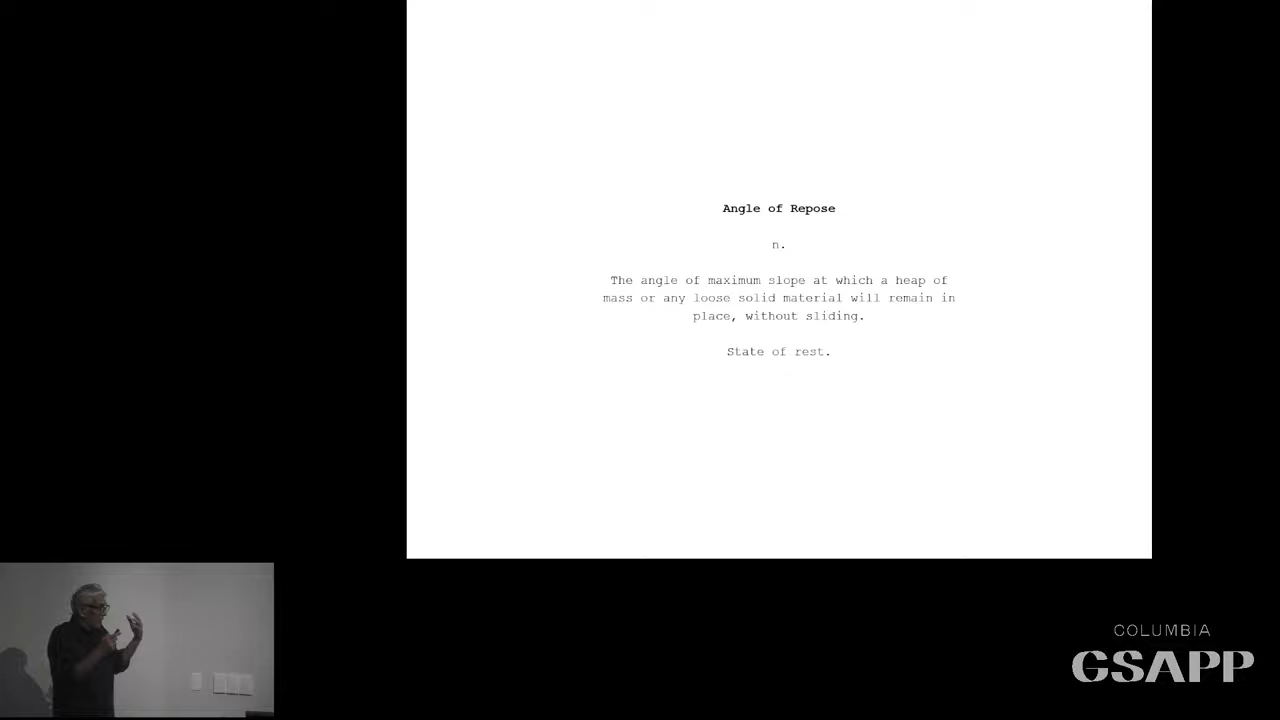 Angle of Repose
n.
The angle of maximum slope at which a heap of
mass or any loose solid material will remain in
place, without sliding.
State of rest.
COLUMBIA
GSAPP